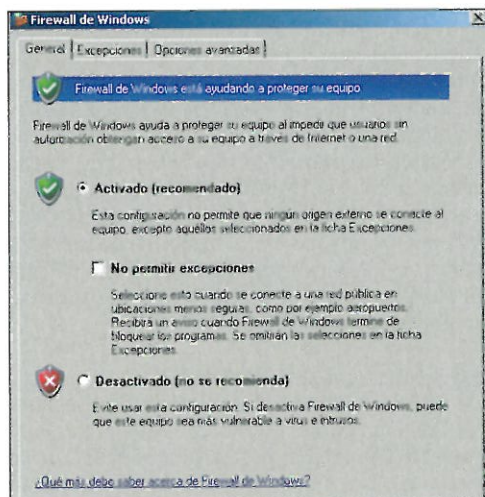 Firewall de Windows
General Excepciones Opciones avanzadas
Firewall de Windows está ayudando a proteger su equipo
Firewall de Windows ayuda a proteger su equipo al impedir que usuarios sin
autorización obtengan acceso a su equipo a través de Internet o una red.
Activado (recomendado)
Esta configuración no permite que ningún origen externo se conecte al
equipo, excepto aquellos seleccionados en la ficha Excepciones.
No permitir excepciones
Seleccione esto cuando se conecte a una red pública en
ubicaciones menos seguras, como por ejemplo aeropuertos.
Recibirá un aviso cuando Firewall de Windows termine de
bloquear los programas. Se omitirán las selecciones en la ficha
Excepciones.
Desactivado (no se recomienda)
Evite usar esta configuración. Si desactiva Firewall de Windows, puede
que este equipo sea más vulnerable a virus e intrusos.
¿Qué más debo saber acerca de Firewall de Windows?